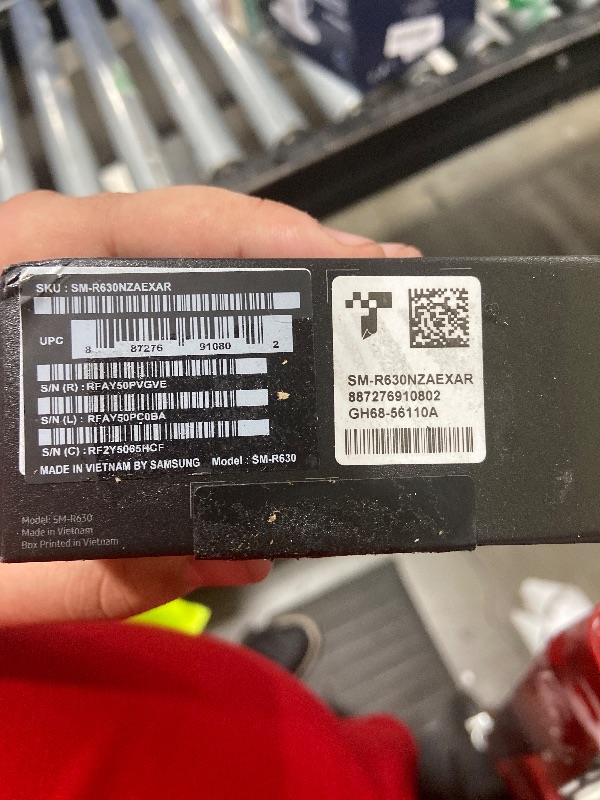 SKU : SM-R630NZAEXAR
UPC
8 87276 91080 2
S/N (R) : RFAY50PVGVE
S/N (L) : RFAY50PC0BA
S/N (C) : RF2Y5065HCF
MADE IN VIETNAM BY SAMSUNG Model : SM-R630
SM-R630NZAEXAR
887276910802
GH68-56110A
Model: SM-R630
Made in Vietnam
Box Printed in Vietnam